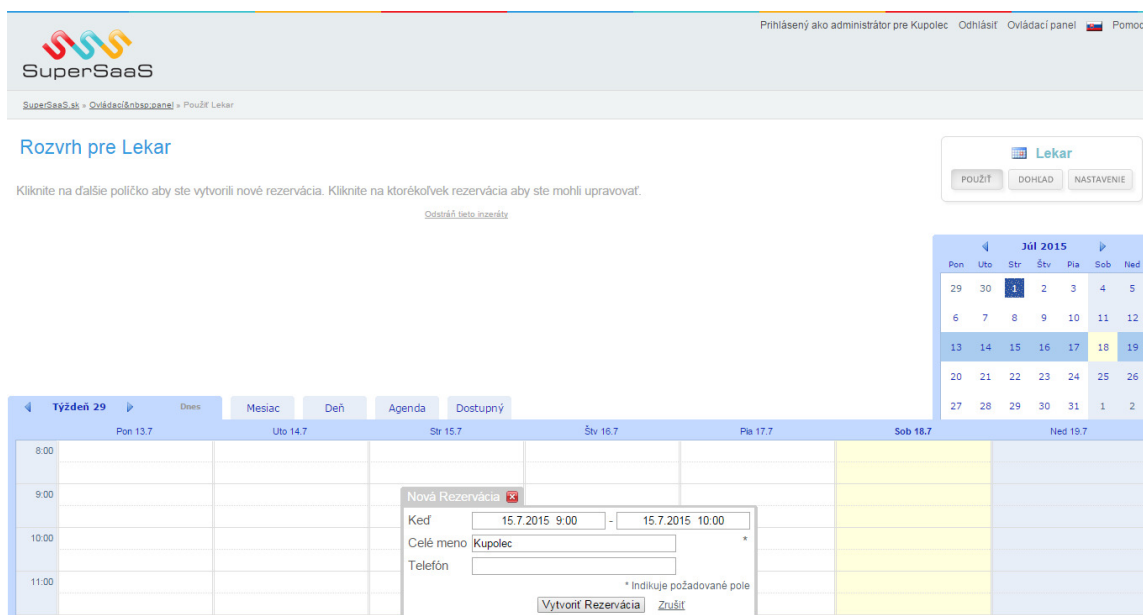 Prihlásený ako administrátor pre Kupolec Odhlásiť Ovládací panel Pomoc
SuperSaaS
SuperSaaS.sk » Ovládací&nbsp;panel » Použiť Lekar
Rozvrh pre Lekar
Lekar
POUŽIŤ DOHĽAD NASTAVENIE
Kliknite na ďalšie políčko aby ste vytvorili nové rezervácia. Kliknite na ktorékoľvek rezervácia aby ste mohli upravovať.
Odstráň tieto inzeráty
Júl 2015
Pon Uto Str Štv Pia Sob Ned
29 30 1 2 3 4 5
6 7 8 9 10 11 12
13 14 15 16 17 18 19
20 21 22 23 24 25 26
27 28 29 30 31 1 2
Týždeň 29 Dnes Mesiac Deň Agenda Dostupný
Pon 13.7 Uto 14.7 Str 15.7 Štv 16.7 Pia 17.7 Sob 18.7 Ned 19.7
8:00
9:00
10:00
11:00
Nová Rezervácia
Keď 15.7.2015 9:00 - 15.7.2015 10:00
Celé meno Kupolec *
Telefón
* Indikuje požadované pole
Vytvoriť Rezervácia Zrušiť